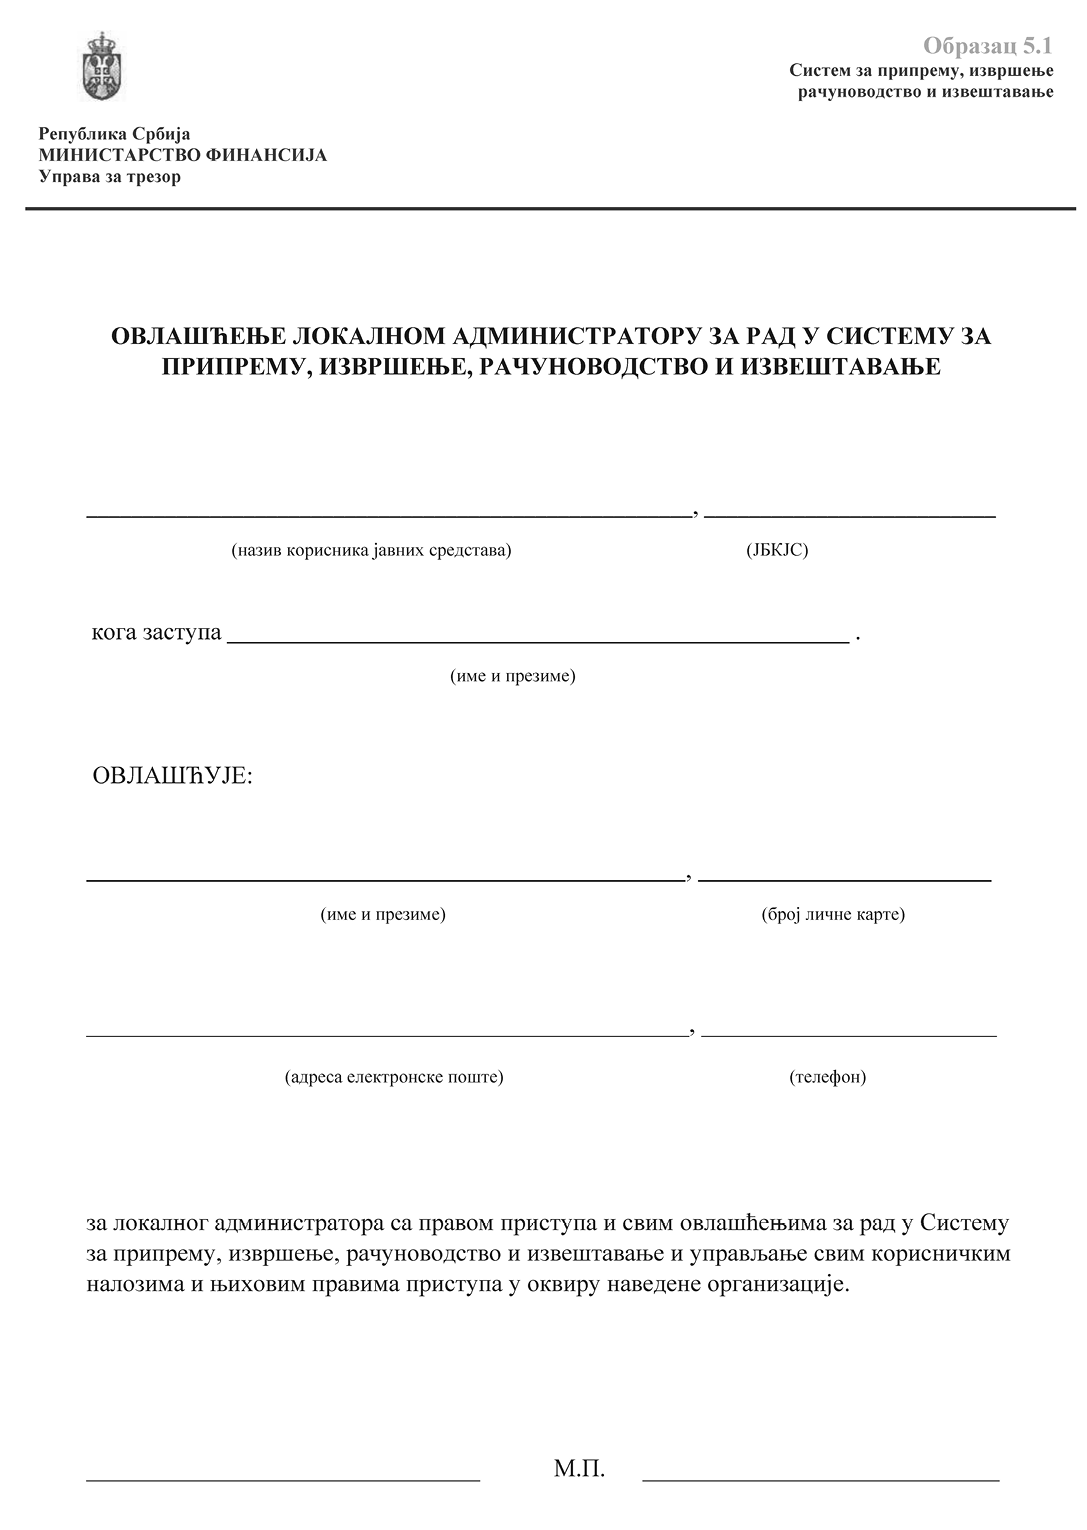 Образац 5.1
Систем за припрему, извршење
рачуноводство и извештавање
Република Србија
МИНИСТАРСТВО ФИНАНСИЈА
Управа за трезор
ОВЛАШЋЕЊЕ ЛОКАЛНОМ АДМИНИСТРАТОРУ ЗА РАД У СИСТЕМУ ЗА
ПРИПРЕМУ, ИЗВРШЕЊЕ, РАЧУНОВОДСТВО И ИЗВЕШТАВАЊЕ
,
(назив корисника јавних средстава) (ЈБКЈС)
кога заступа .
(име и презиме)
ОВЛАШЋУЈЕ:
,
(име и презиме) (број личне карте)
,
(адреса електронске поште) (телефон)
за локалног администратора са правом приступа и свим овлашћењима за рад у Систему
за припрему, извршење, рачуноводство и извештавање и управљање свим корисничким
налозима и њиховим правима приступа у оквиру наведене организације.
М.П.